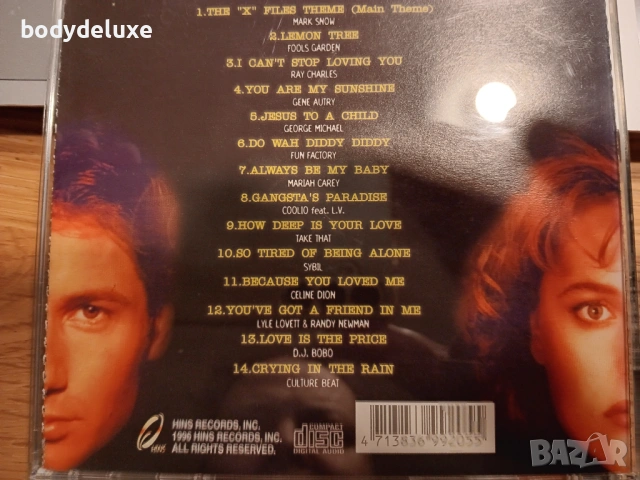 bodydeluxe
1.THE "X" FILES THEME (Main Theme)
MARK SNOW
2.LEMON TREE
FOOLS GARDEN
3.I CAN'T STOP LOVING YOU
RAY CHARLES
4.YOU ARE MY SUNSHINE
GENE AUTRY
5.JESUS TO A CHILD
GEORGE MICHAEL
6.DO WAH DIDDY DIDDY
FUN FACTORY
7.ALWAYS BE MY BABY
MARIAH CAREY
8.GANGSTA'S PARADISE
COOLIO feat. L.V.
9.HOW DEEP IS YOUR LOVE
TAKE THAT
10.SO TIRED OF BEING ALONE
SYBIL
11.BECAUSE YOU LOVED ME
CELINE DION
12.YOU'VE GOT A FRIEND IN ME
LYLE LOVETT & RANDY NEWMAN
13.LOVE IS THE PRICE
D.J. BOBO
14.CRYING IN THE RAIN
CULTURE BEAT
HINS RECORDS, INC.
1996 HINS RECORDS, INC.
ALL RIGHTS RESERVED.
COMPACT
disc
DIGITAL AUDIO
4 713836 992055
BAZAR